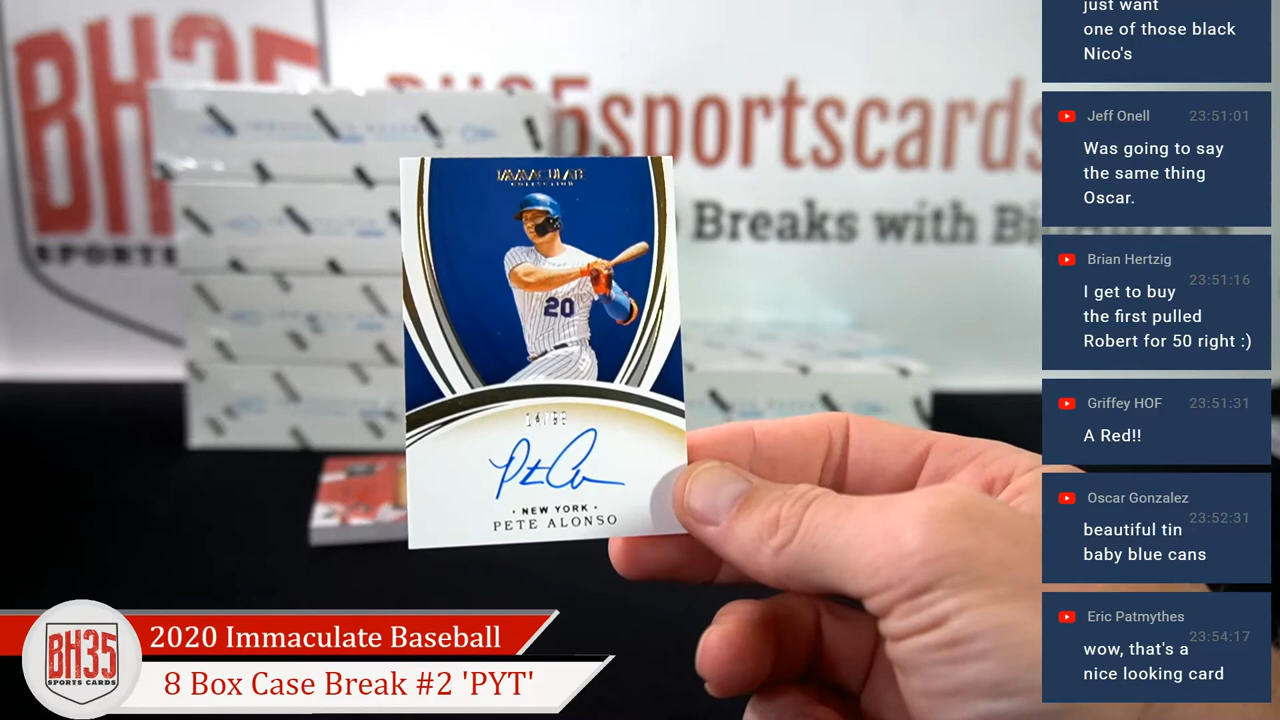 BH35
SPORTS
BH35sportscards
Breaks with
IMMACULATE
COLLECTION
20
PETE ALONSO
· NEW YORK ·
BH35
SPORTS CARDS
2020 Immaculate Baseball
8 Box Case Break #2 'PYT'
just want
one of those black
Nico's
Jeff Onell 23:51:01
Was going to say
the same thing
Oscar.
Brian Hertzig
23:51:16
I get to buy
the first pulled
Robert for 50 right :)
Griffey HOF 23:51:31
A Red!!
Oscar Gonzalez
23:52:31
beautiful tin
baby blue cans
Eric Patmythes
23:54:17
wow, that's a
nice looking card